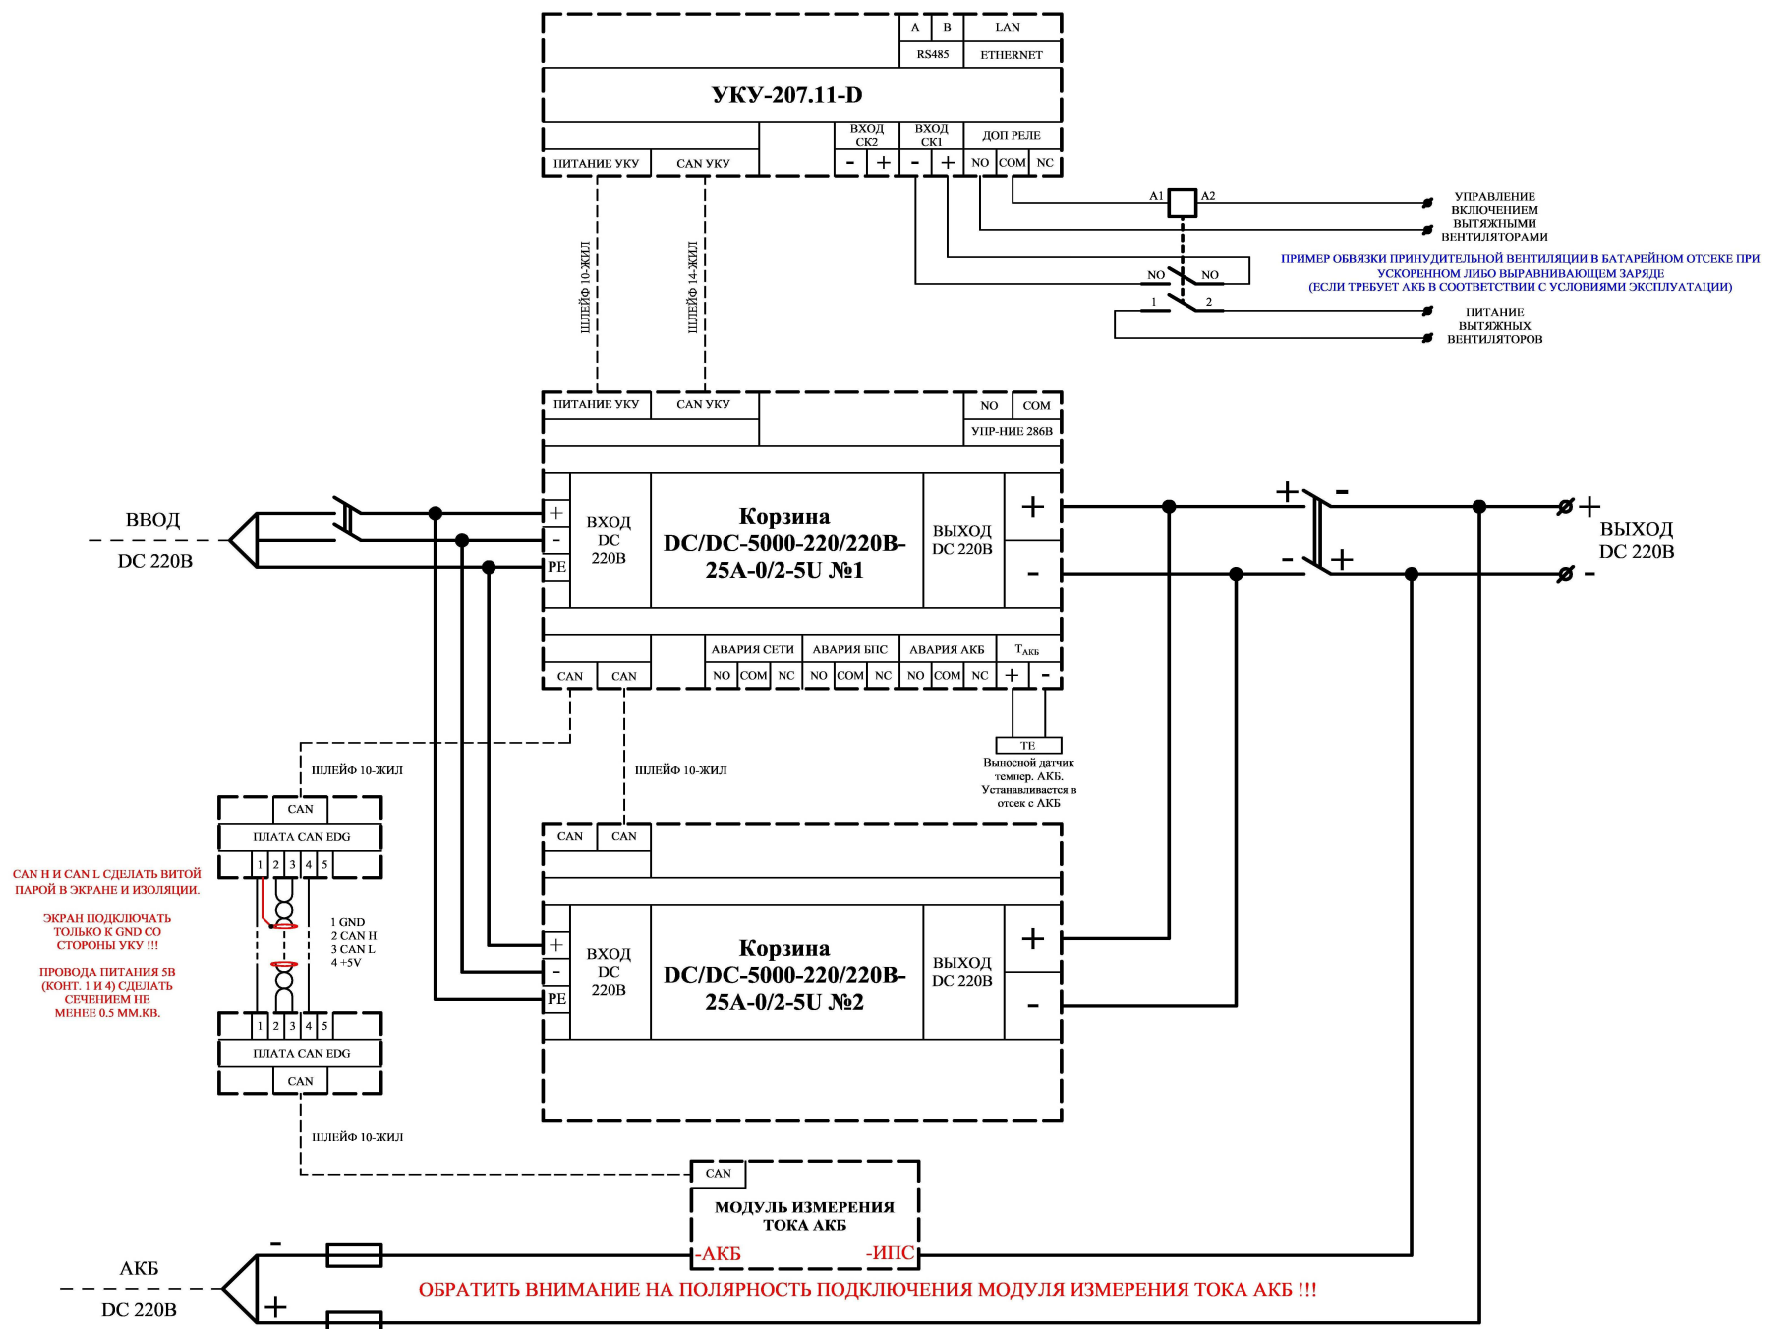 A B LAN
RS485 ETHERNET
УКУ-207.11-D
ВХОД СК2 ВХОД СК1 ДОП РЕЛЕ
ПИТАНИЕ УКУ CAN УКУ - + - + NO COM NC
A1 A2
УПРАВЛЕНИЕ
ВКЛЮЧЕНИЕМ
ВЫТЯЖНЫМИ
ВЕНТИЛЯТОРАМИ
ШЛЕЙФ 10-ЖИЛ
ШЛЕЙФ 14-ЖИЛ
ПРИМЕР ОБВЯЗКИ ПРИНУДИТЕЛЬНОЙ ВЕНТИЛЯЦИИ В БАТАРЕЙНОМ ОТСЕКЕ ПРИ
УСКОРЕННОМ ЛИБО ВЫРАВНИВАЮЩЕМ ЗАРЯДЕ
(ЕСЛИ ТРЕБУЕТ АКБ В СООТВЕТСТВИИ С УСЛОВИЯМИ ЭКСПЛУАТАЦИИ)
NO NO
1 2
ПИТАНИЕ
ВЫТЯЖНЫХ
ВЕНТИЛЯТОРОВ
ПИТАНИЕ УКУ CAN УКУ NO COM
УПР-НИЕ 286В
ВВОД
DC 220В
+
-
PE
ВХОД
DC
220В
Корзина
DC/DC-5000-220/220В-
25А-0/2-5U №1
ВЫХОД
DC 220В
+
-
+ -
- +
+
-
ВЫХОД
DC 220В
АВАРИЯ СЕТИ АВАРИЯ БПС АВАРИЯ АКБ ТАКБ
CAN CAN NO COM NC NO COM NC NO COM NC + -
TE
Выносной датчик
темпер. АКБ.
Устанавливается в
отсек с АКБ
ШЛЕЙФ 10-ЖИЛ
ШЛЕЙФ 10-ЖИЛ
CAN
ПЛАТА CAN EDG
1 2 3 4 5
CAN H И CAN L СДЕЛАТЬ ВИТОЙ
ПАРОЙ В ЭКРАНЕ И ИЗОЛЯЦИИ.
ЭКРАН ПОДКЛЮЧАТЬ
ТОЛЬКО К GND СО
СТОРОНЫ УКУ !!!
ПРОВОДА ПИТАНИЯ 5В
(КОНТ. 1 И 4) СДЕЛАТЬ
СЕЧЕНИЕМ НЕ
МЕНЕЕ 0.5 ММ.КВ.
1 GND
2 CAN H
3 CAN L
4 +5V
1 2 3 4 5
ПЛАТА CAN EDG
CAN
CAN CAN
+
-
PE
ВХОД
DC
220В
Корзина
DC/DC-5000-220/220В-
25А-0/2-5U №2
ВЫХОД
DC 220В
+
-
ШЛЕЙФ 10-ЖИЛ
CAN
МОДУЛЬ ИЗМЕРЕНИЯ
ТОКА АКБ
-АКБ -ИПС
АКБ
DC 220В
-
+
ОБРАТИТЬ ВНИМАНИЕ НА ПОЛЯРНОСТЬ ПОДКЛЮЧЕНИЯ МОДУЛЯ ИЗМЕРЕНИЯ ТОКА АКБ !!!